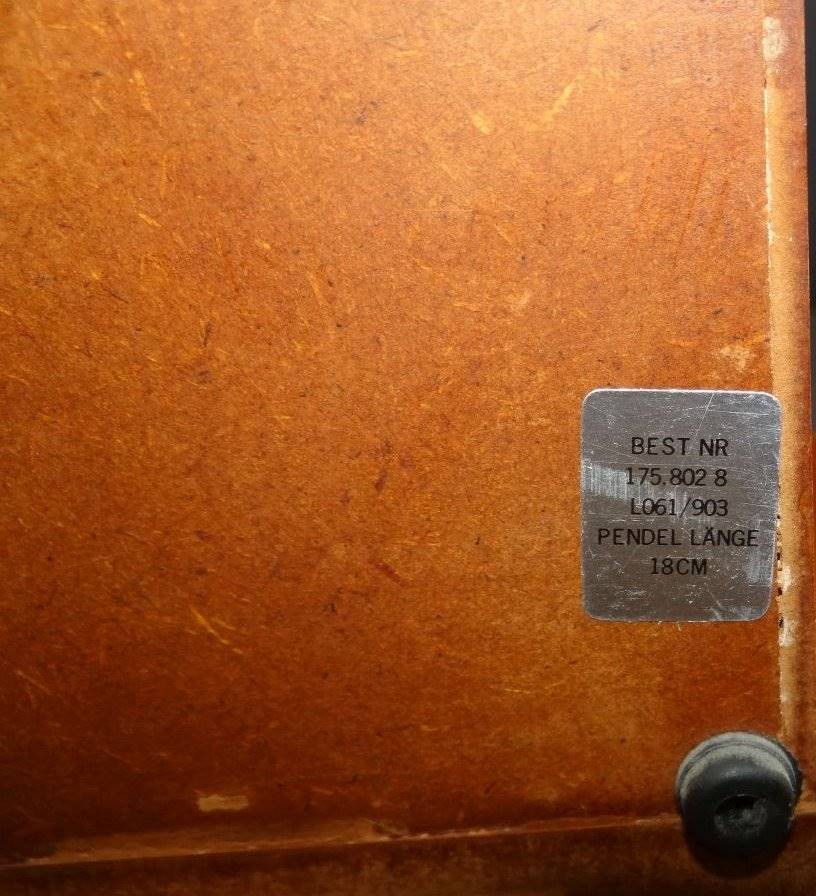 BEST NR
175.802 8
L061/903
PENDEL LÄNGE
18CM